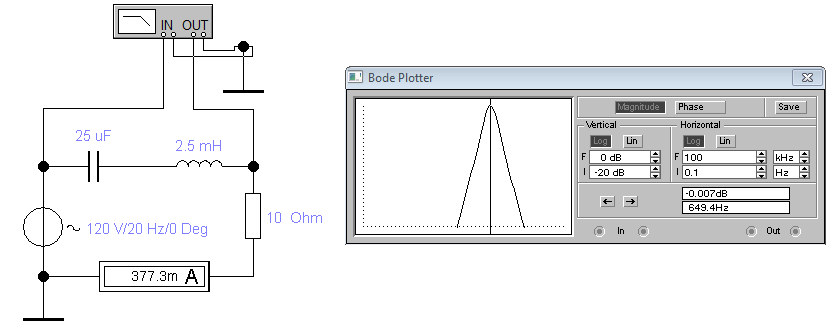 IN OUT
25 uF
2.5 mH
120 V/20 Hz/0 Deg
10 Ohm
377.3m A
Bode Plotter
Magnitude Phase Save
Vertical Horizontal
Log Lin Log Lin
F 0 dB F 100 kHz
I -20 dB I 0.1 Hz
-0.007dB
649.4Hz
In Out